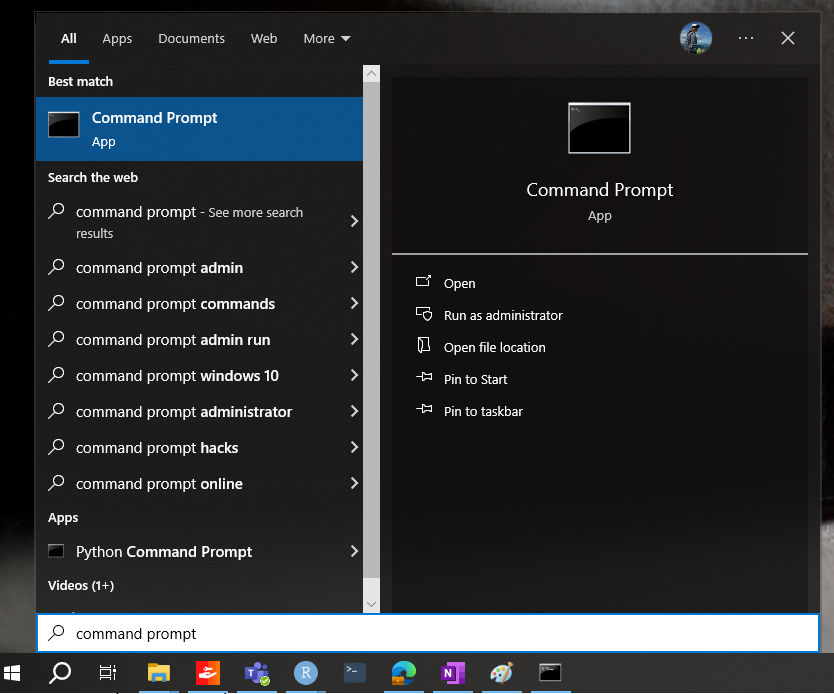 All Apps Documents Web More
Best match
Command Prompt
App
Search the web
command prompt - See more search
results
command prompt admin
command prompt commands
command prompt admin run
command prompt windows 10
command prompt administrator
command prompt hacks
command prompt online
Apps
Python Command Prompt
Videos (1+)
Command Prompt
App
Open
Run as administrator
Open file location
Pin to Start
Pin to taskbar
command prompt